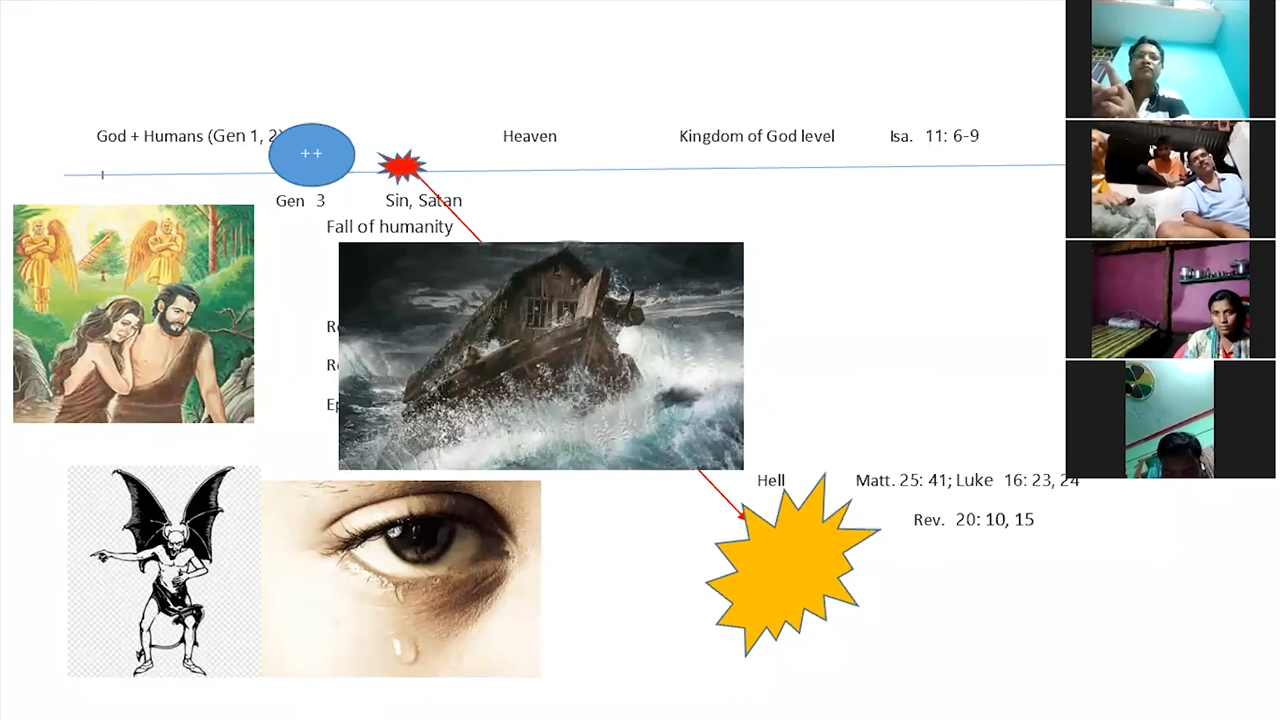 God + Humans (Gen 1, 2)
++
Heaven
Kingdom of God level
Isa. 11: 6-9
Gen 3
Sin, Satan
Fall of humanity
Hell
Matt. 25: 41; Luke 16: 23, 24
Rev. 20: 10, 15